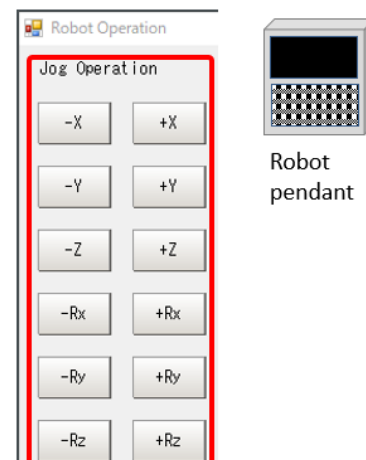 Robot Operation
Jog Operation
-X +X
-Y +Y
-Z +Z
-Rx +Rx
-Ry +Ry
-Rz +Rz
Robot
pendant